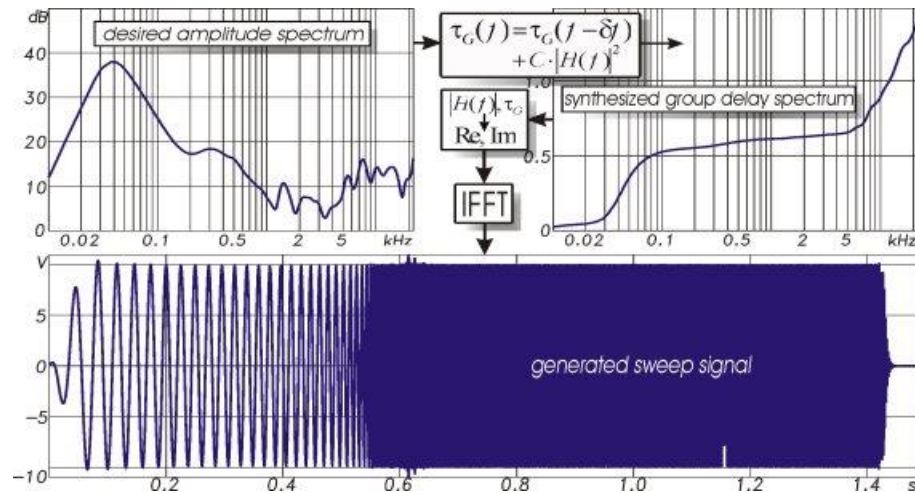 dB
desired amplitude spectrum
40
30
20
10
0
0.02 0.1 0.5 2 5 kHz
τG(f)=τG(f−δf)
+C·|H(f)|²
|H(f)|,τG
Re, Im
IFFT
synthesized group delay spectrum
1.0
0.5
0
0.02 0.1 0.5 2 5 kHz
V
5
0
−5
−10
generated sweep signal
0.2 0.4 0.6 0.8 1.0 1.2 1.4 s